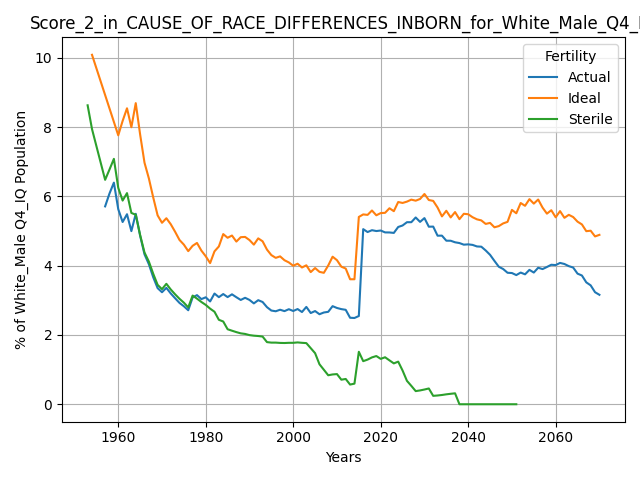 Score_2_in_CAUSE_OF_RACE_DIFFERENCES_INBORN_for_White_Male_Q4_I
% of White_Male Q4_IQ Population
10
8
6
4
2
0
Fertility
Actual
Ideal
Sterile
1960 1980 2000 2020 2040 2060
Years